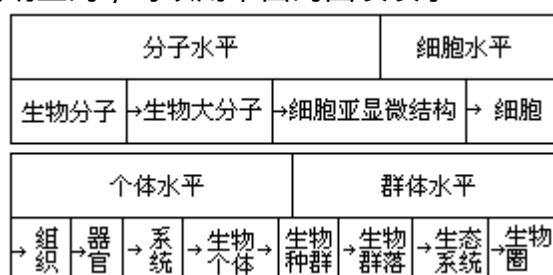 分子水平 细胞水平
生物分子 →生物大分子 →细胞亚显微结构 → 细胞
个体水平 群体水平
→ 组织 → 器官 → 系统 → 生物个体 → 生物种群 → 生物群落 → 生态系统 → 生物圈